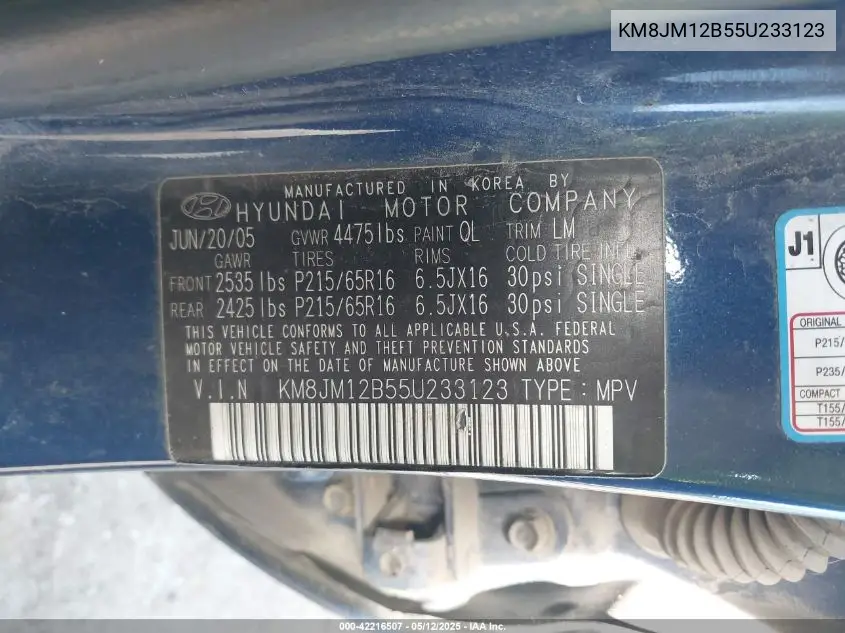 KM8JM12B55U233123
MANUFACTURED IN KOREA BY
HYUNDAI MOTOR COMPANY
JUN/20/05 GVWR 4475lbs PAINT QL TRIM LM
GAWR TIRES RIMS COLD TIRE INFL
FRONT 2535lbs P215/65R16 6.5JX16 30psi SINGLE
REAR 2425lbs P215/65R16 6.5JX16 30psi SINGLE
THIS VEHICLE CONFORMS TO ALL APPLICABLE U.S.A. FEDERAL
MOTOR VEHICLE SAFETY AND THEFT PREVENTION STANDARDS
IN EFFECT ON THE DATE OF MANUFACTURE SHOWN ABOVE
V.I.N KM8JM12B55U233123 TYPE : MPV
J1
ORIGINAL
P215/
P235/
COMPACT
T155/
T155/
000-42216507 - 05/12/2025 - IAA Inc.